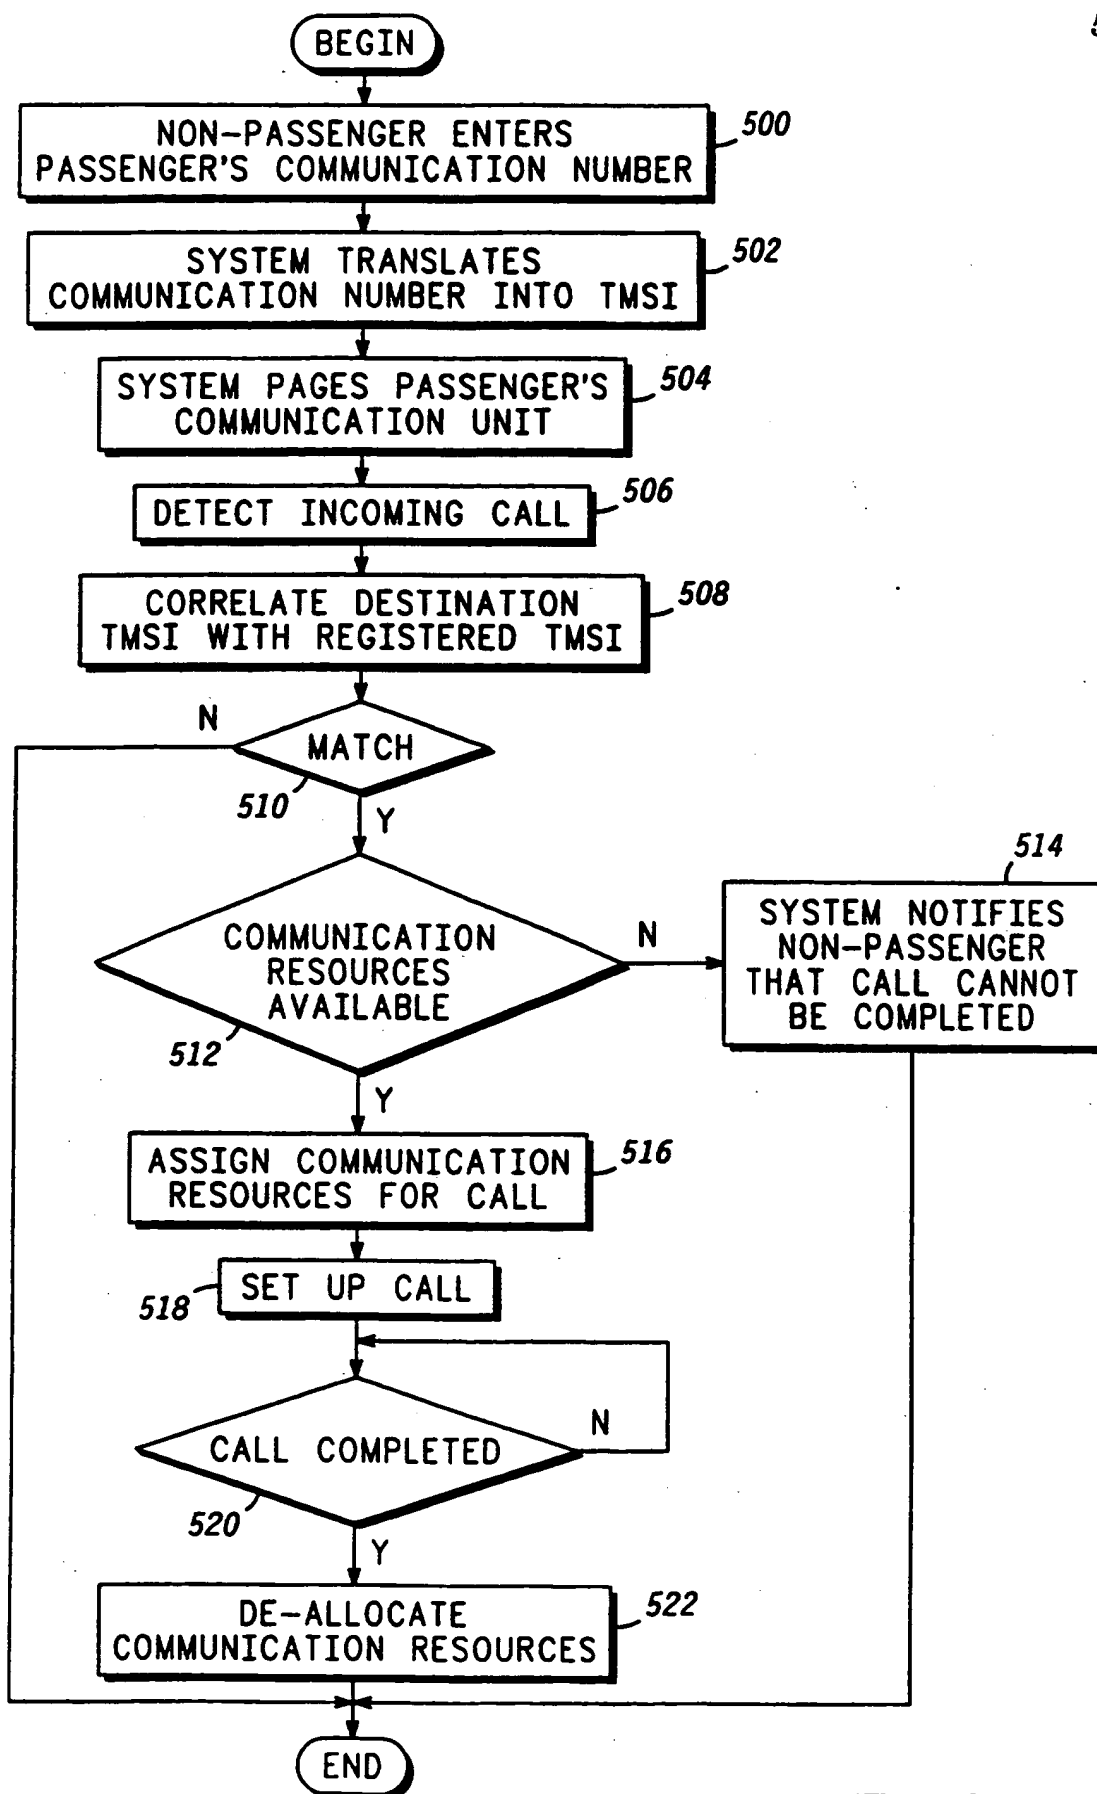 BEGIN
NON-PASSENGER ENTERS
PASSENGER'S COMMUNICATION NUMBER
500
SYSTEM TRANSLATES
COMMUNICATION NUMBER INTO TMSI
502
SYSTEM PAGES PASSENGER'S
COMMUNICATION UNIT
504
DETECT INCOMING CALL
506
CORRELATE DESTINATION
TMSI WITH REGISTERED TMSI
508
N
MATCH
510
Y
COMMUNICATION
RESOURCES
AVAILABLE
N
512
514
SYSTEM NOTIFIES
NON-PASSENGER
THAT CALL CANNOT
BE COMPLETED
Y
ASSIGN COMMUNICATION
RESOURCES FOR CALL
516
SET UP CALL
518
CALL COMPLETED
N
520
Y
DE-ALLOCATE
COMMUNICATION RESOURCES
522
END